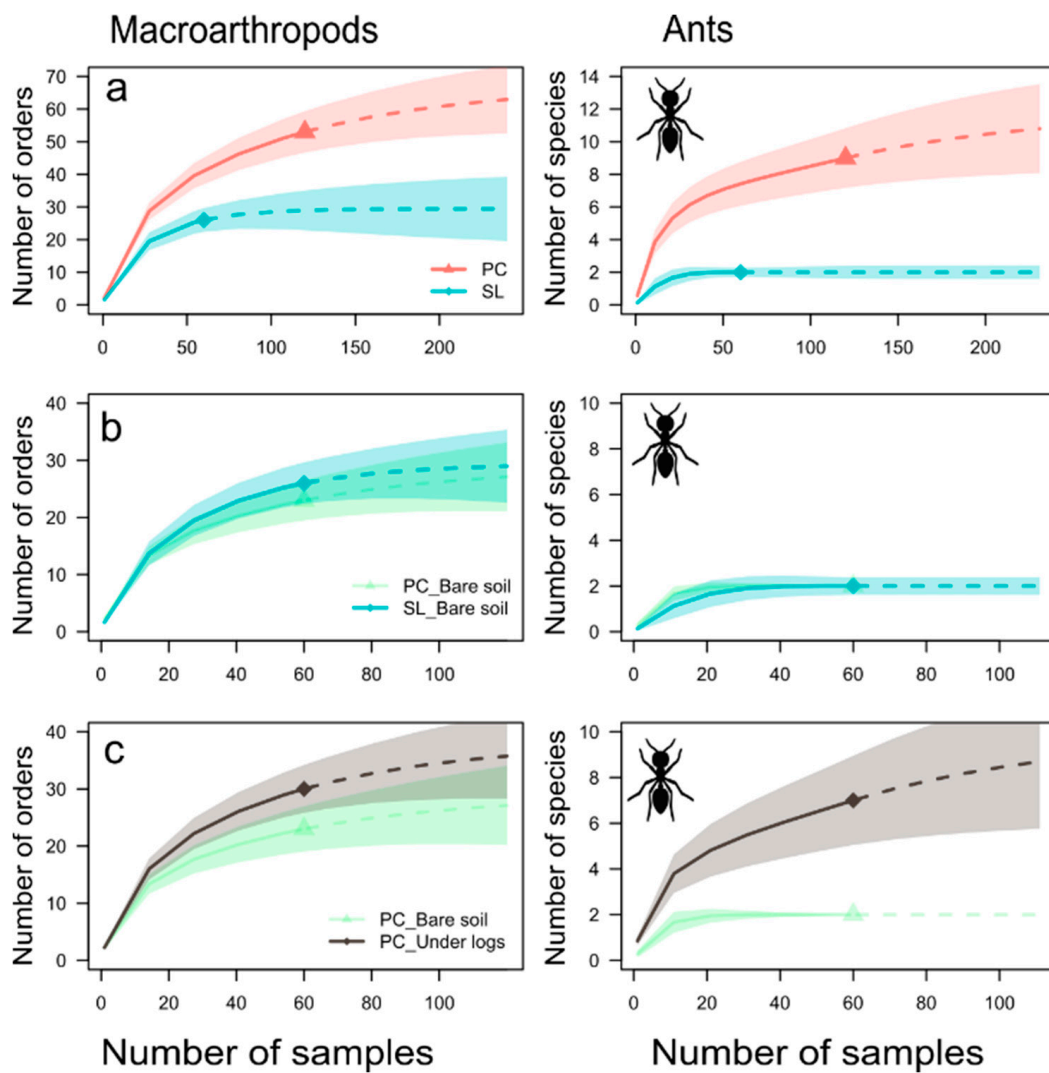 Macroarthropods
Ants
a
Number of orders
70
60
50
40
30
20
10
0
PC
SL
0 50 100 150 200
Number of species
14
12
10
8
6
4
2
0
0 50 100 150 200
b
Number of orders
40
30
20
10
0
PC_Bare soil
SL_Bare soil
0 20 40 60 80 100
Number of species
10
8
6
4
2
0
0 20 40 60 80 100
c
Number of orders
40
30
20
10
0
PC_Bare soil
PC_Under logs
0 20 40 60 80 100
Number of species
10
8
6
4
2
0
0 20 40 60 80 100
Number of samples
Number of samples